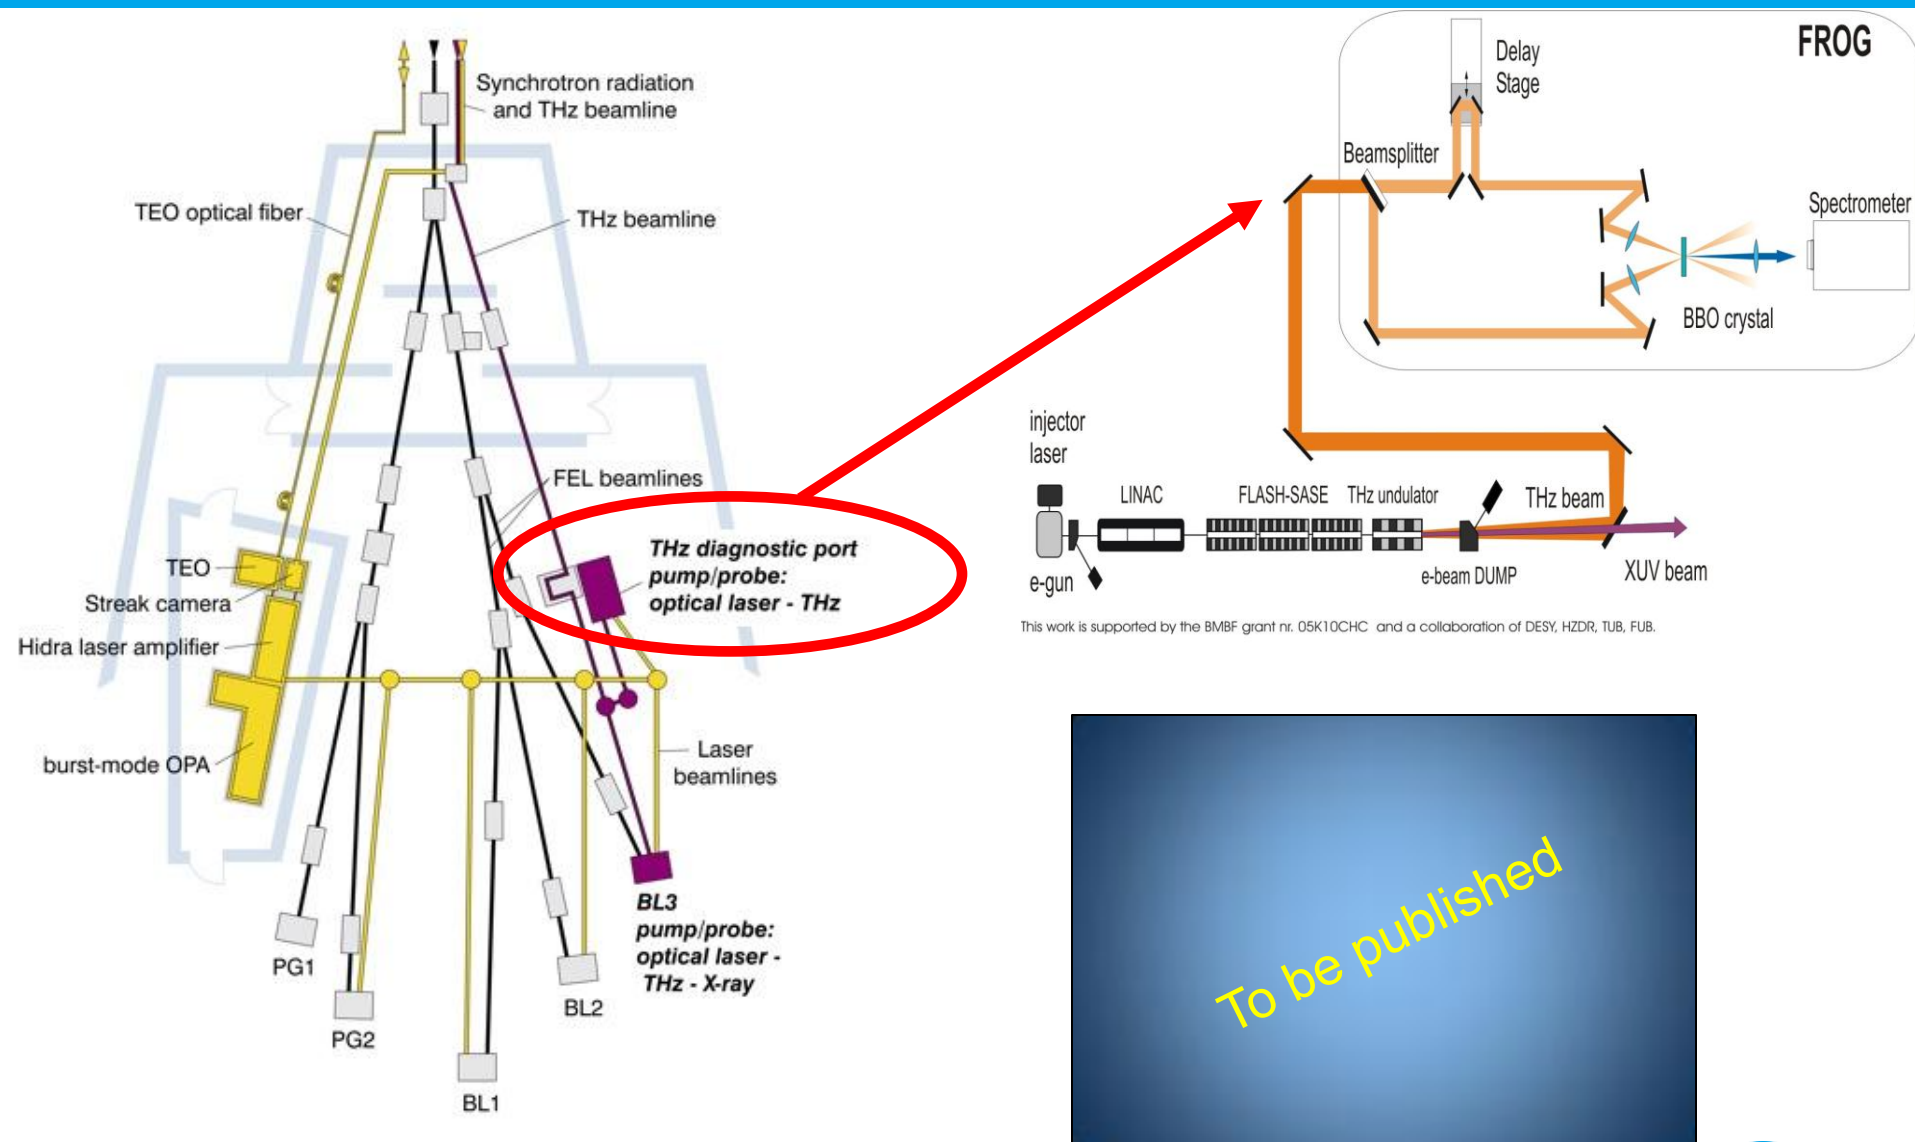 Synchrotron radiation
and THz beamline
TEO optical fiber
THz beamline
FEL beamlines
THz diagnostic port
pump/probe:
optical laser - THz
TEO
Streak camera
Hidra laser amplifier
burst-mode OPA
Laser
beamlines
BL3
pump/probe:
optical laser -
THz - X-ray
PG1
PG2
BL2
BL1
FROG
Delay
Stage
Beamsplitter
Spectrometer
BBO crystal
injector
laser
LINAC
FLASH-SASE
THz undulator
THz beam
e-gun
e-beam DUMP
XUV beam
This work is supported by the BMBF grant nr. 05K10CHC and a collaboration of DESY, HZDR, TUB, FUB.
To be published